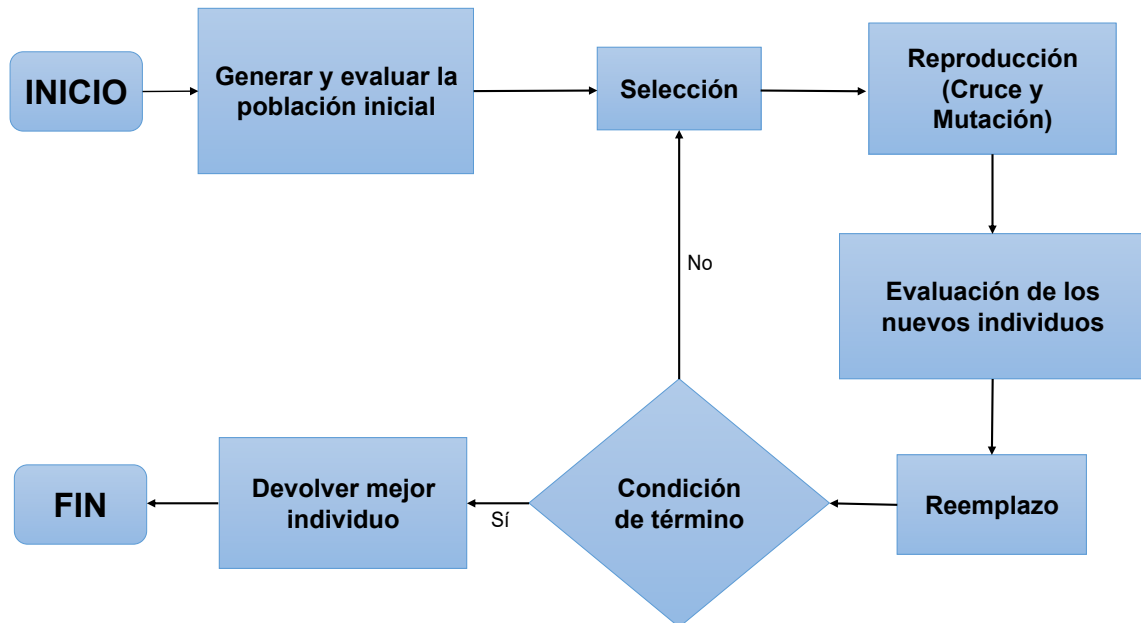 INICIO
Generar y evaluar la
población inicial
Selección
Reproducción
(Cruce y
Mutación)
No
Evaluación de los
nuevos individuos
FIN
Devolver mejor
individuo
Sí
Condición
de término
Reemplazo